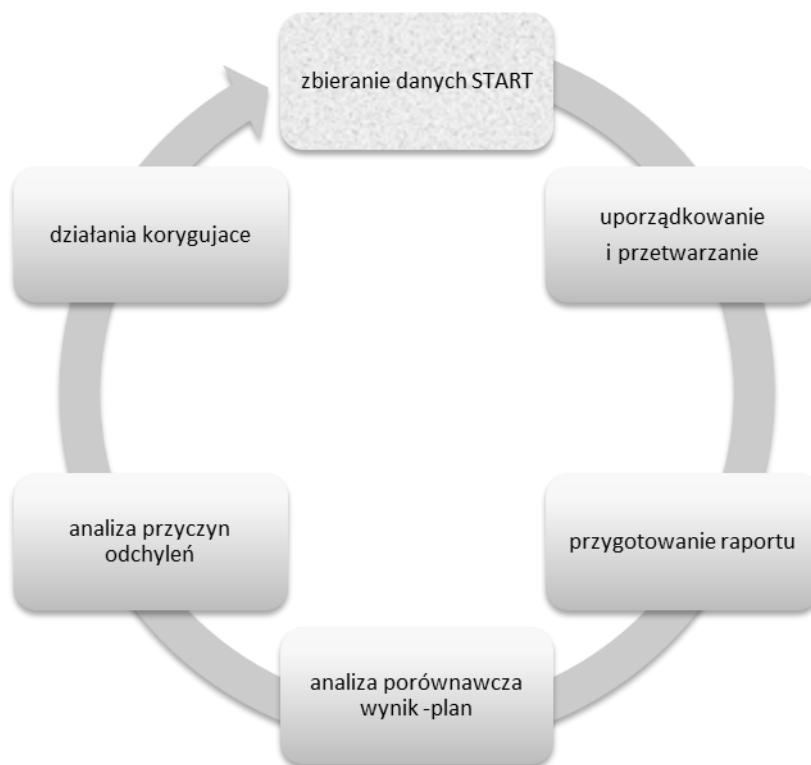 zbieranie danych START
uporządkowanie
i przetwarzanie
przygotowanie raportu
analiza porównawcza
wynik -plan
analiza przyczyn
odchyleń
działania korygujace